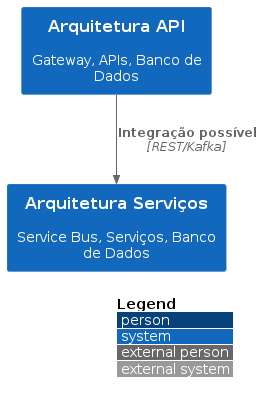 Arquitetura API
Gateway, APIs, Banco de
Dados
Integração possível
[REST/Kafka]
Arquitetura Serviços
Service Bus, Serviços, Banco
de Dados
Legend
person
system
external person
external system